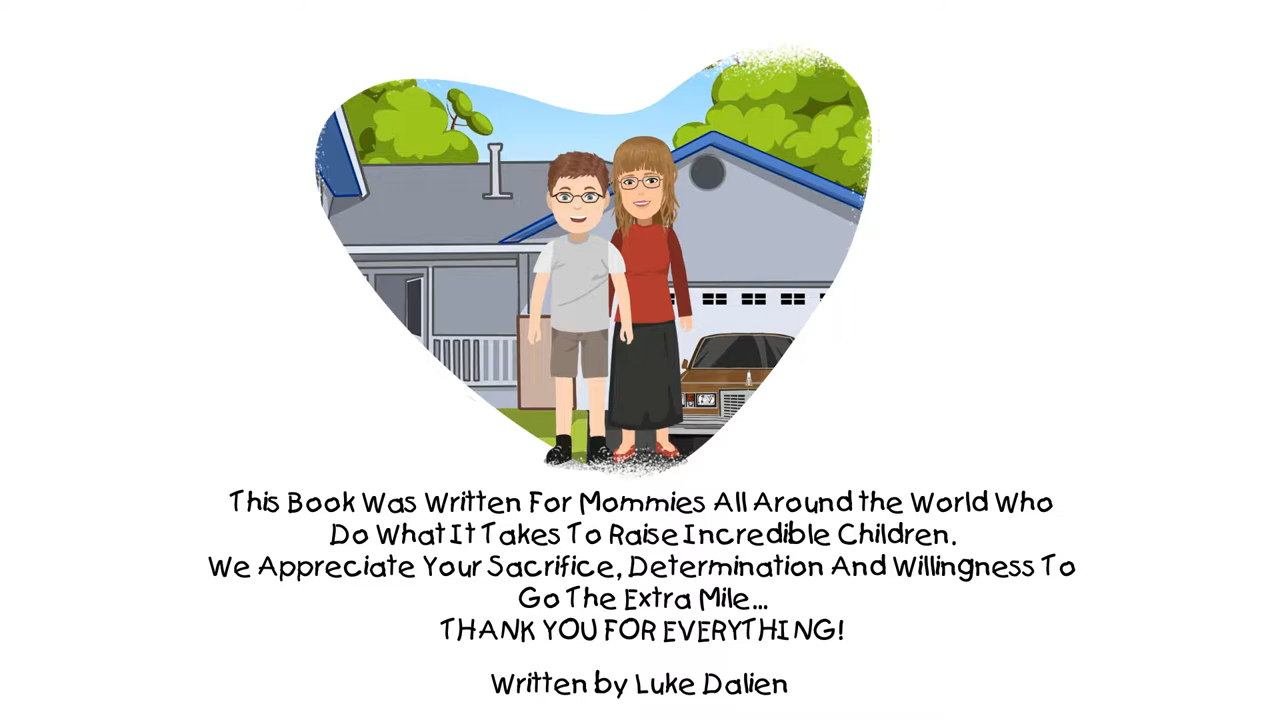 This Book Was Written For Mommies All Around the World Who
Do What It Takes To Raise Incredible Children.
We Appreciate Your Sacrifice, Determination And Willingness To
Go The Extra Mile...
THANK YOU FOR EVERYTHING!
Written by Luke Dalien